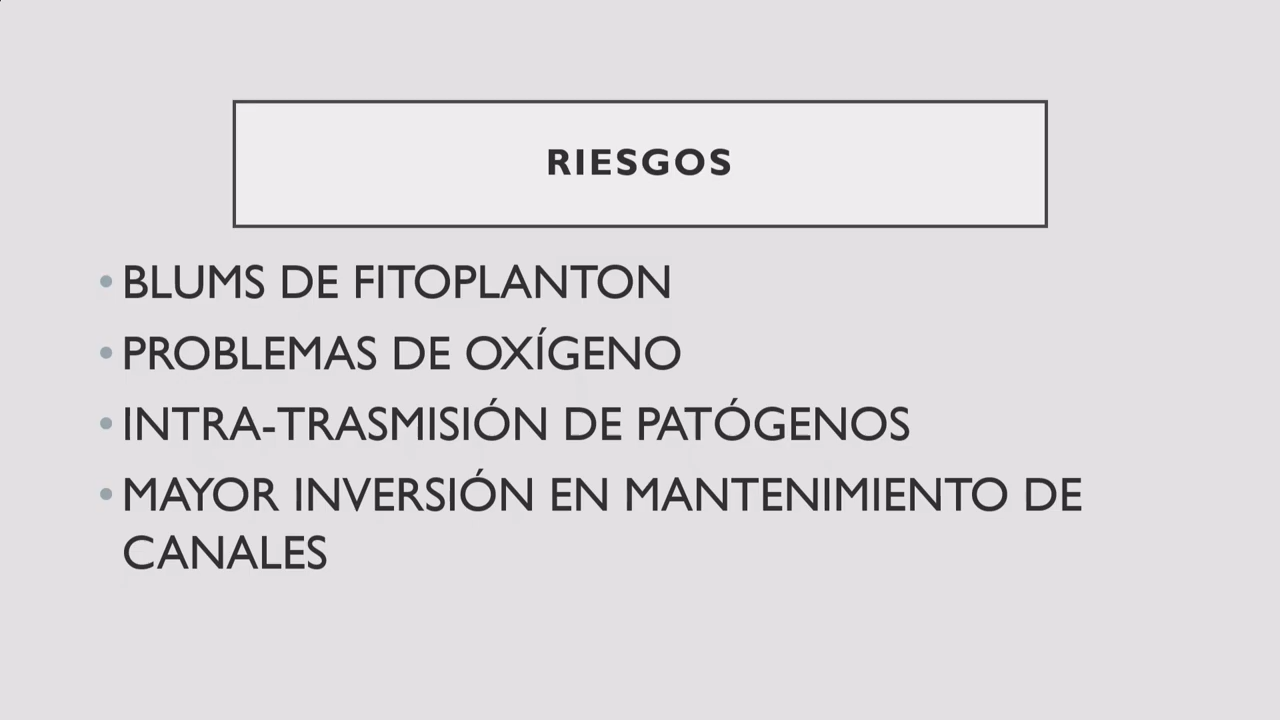 RIESGOS
• BLUMS DE FITOPLANTON
• PROBLEMAS DE OXÍGENO
• INTRA-TRASMISIÓN DE PATÓGENOS
• MAYOR INVERSIÓN EN MANTENIMIENTO DE
CANALES